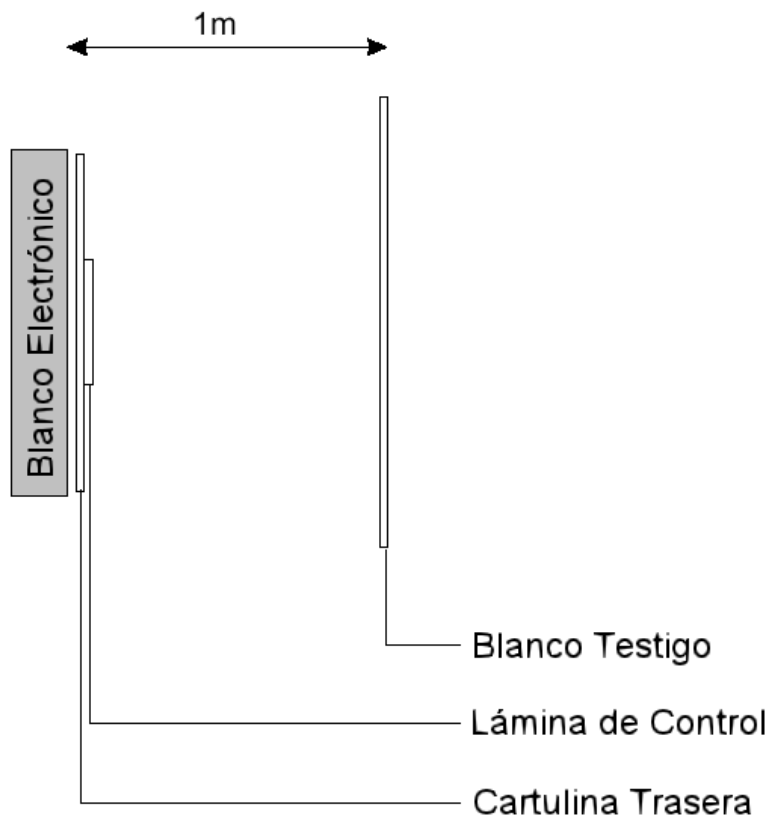 1m
Blanco Electrónico
Blanco Testigo
Lámina de Control
Cartulina Trasera